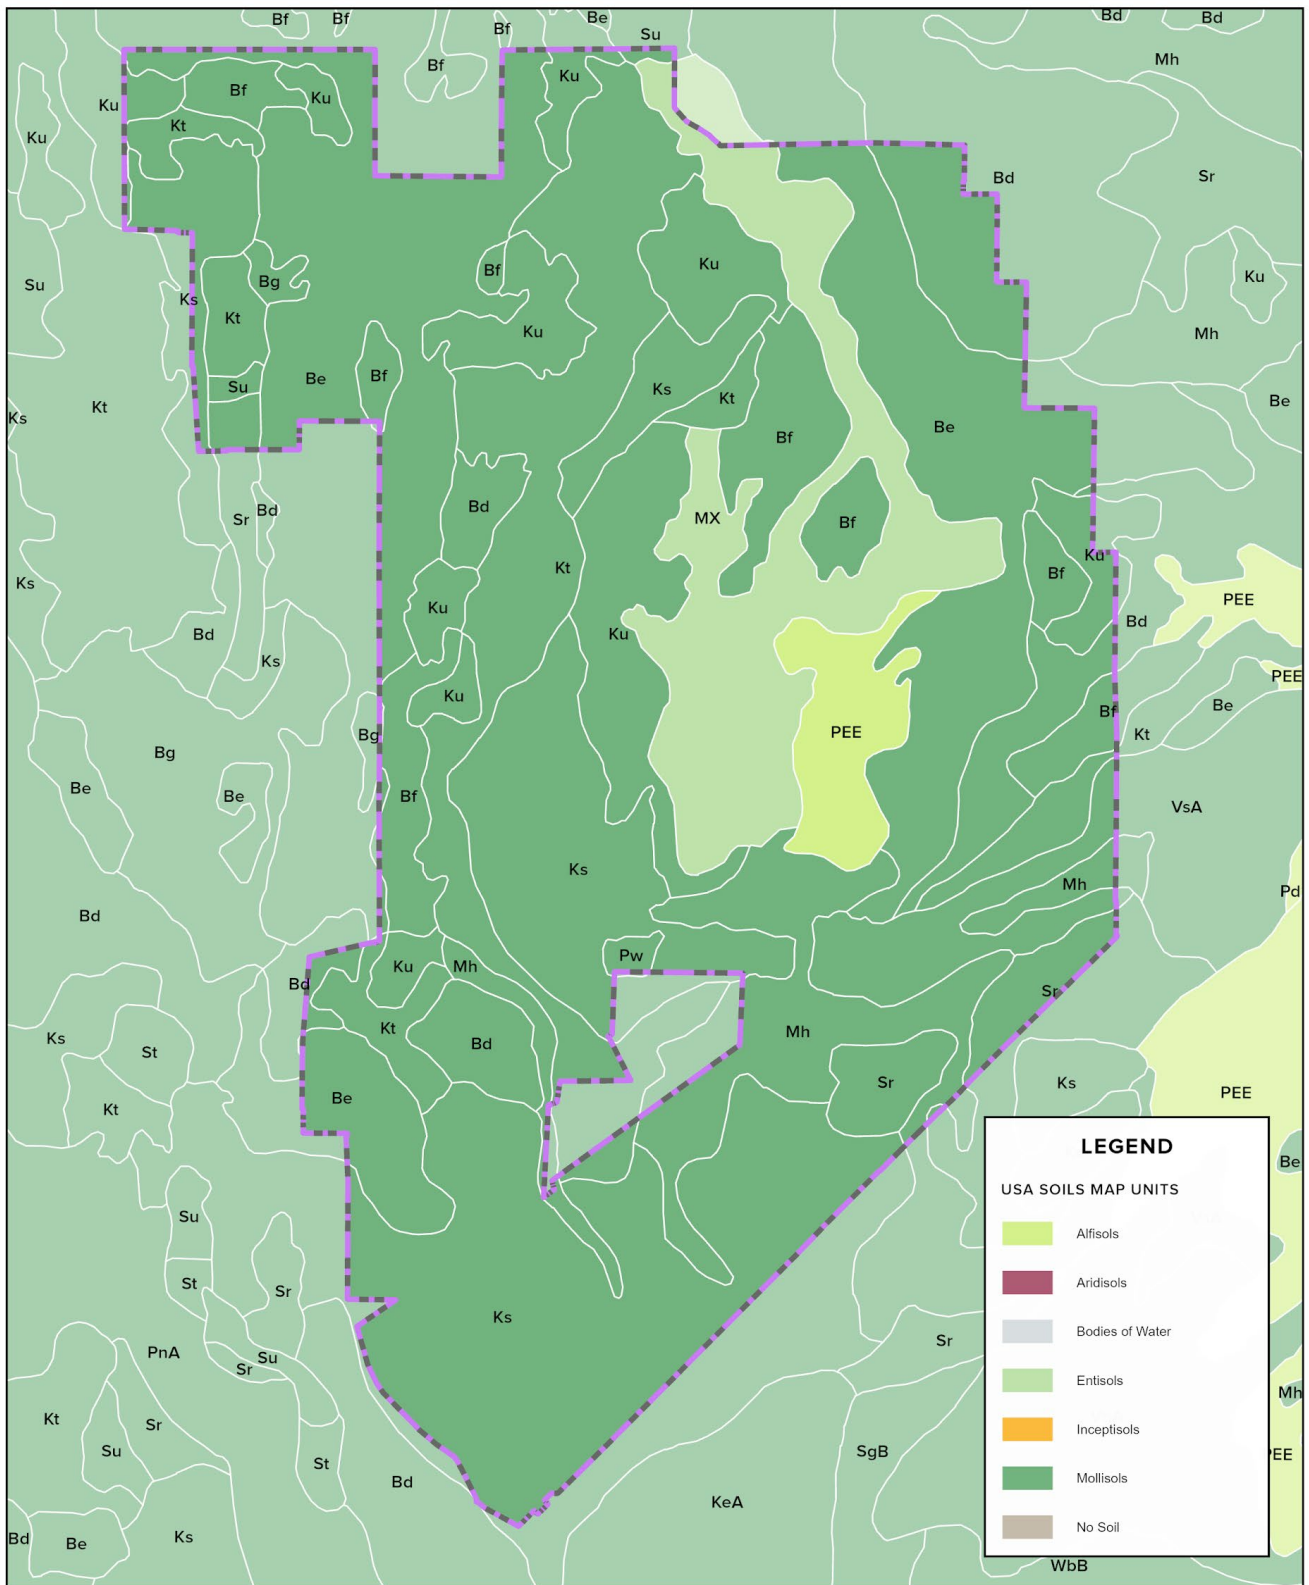 Bf
Bf
Bf
Be
Su
Bd
Bd
Mh
Bf
Ku
Bf
Ku
Ku
Ku
Kt
Sr
Bd
Ku
Su
Ks
Bg
Bf
Ku
Ku
Kt
Ku
Mh
Su
Be
Bf
Ks
Kt
Be
Kt
Ks
Bf
Be
Sr
Bd
Bd
MX
Bf
Ks
Kt
Bf
Ku
PEE
Bd
Ks
Ku
Ku
Bd
Ku
PEE
Bg
Bg
PEE
Bf
Kt
Be
Be
Be
Bf
VsA
Bd
Ks
Mh
Pd
Ku
Mh
Pw
Bd
Sr
Ks
St
Kt
Bd
Mh
Kt
Be
Sr
Ks
PEE
Be
Su
St
Sr
Ks
Sr
PnA
Su
Sr
Mh
Kt
Sr
Su
St
Bd
SgB
KeA
EE
Bd
Be
Ks
WbB
LEGEND
USA SOILS MAP UNITS
Alfisols
Aridisols
Bodies of Water
Entisols
Inceptisols
Mollisols
No Soil